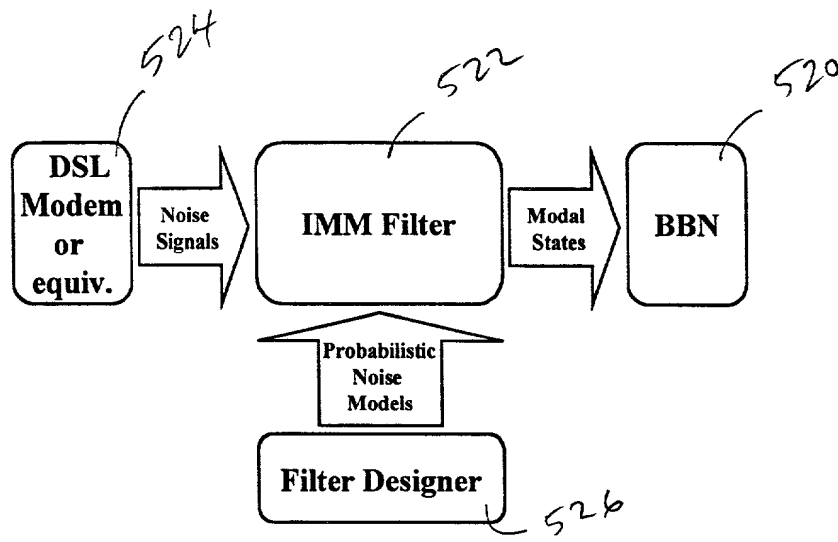 524
522
520
DSL
Modem
or
equiv.
Noise
Signals
IMM Filter
Modal
States
BBN
Probabilistic
Noise
Models
Filter Designer
526